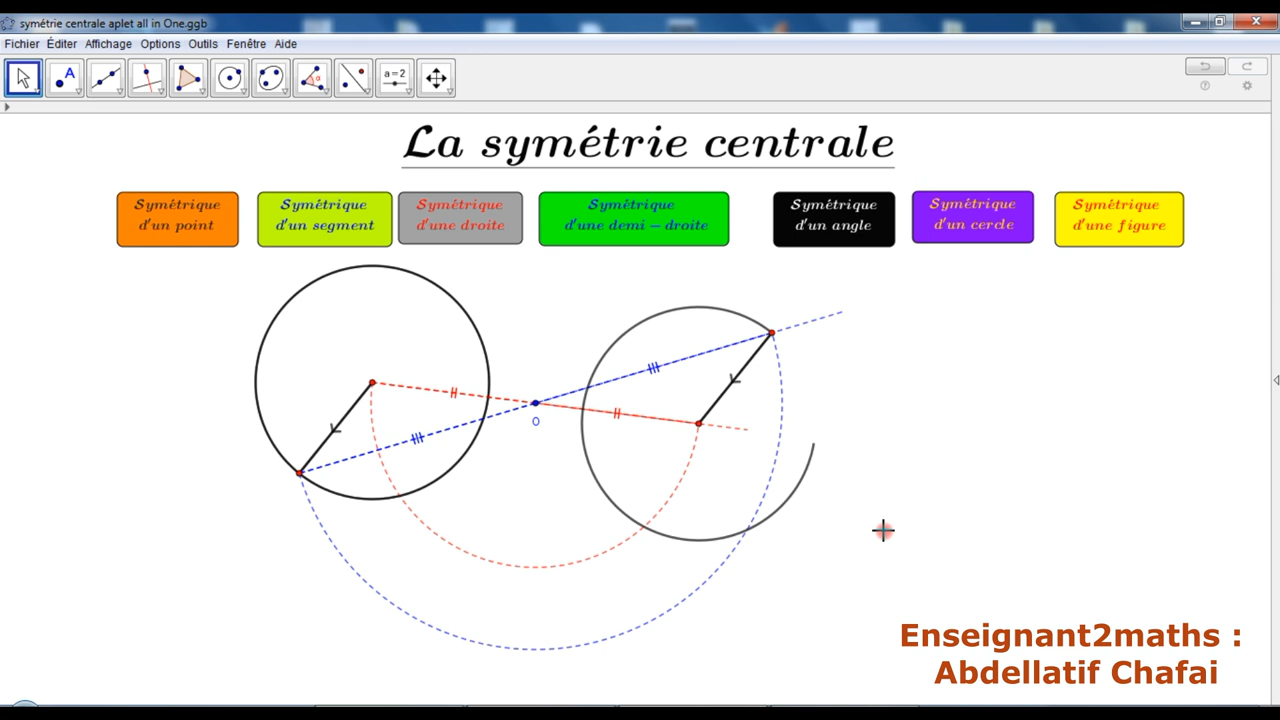 symétrie centrale aplet all in One.ggb
Fichier Éditer Affichage Options Outils Fenêtre Aide
A
α
a=2
La symétrie centrale
Symétrique
d'un point
Symétrique
d'un segment
Symétrique
d'une droite
Symétrique
d'une demi – droite
Symétrique
d'un angle
Symétrique
d'un cercle
Symétrique
d'une figure
O
Enseignant2maths :
Abdellatif Chafai